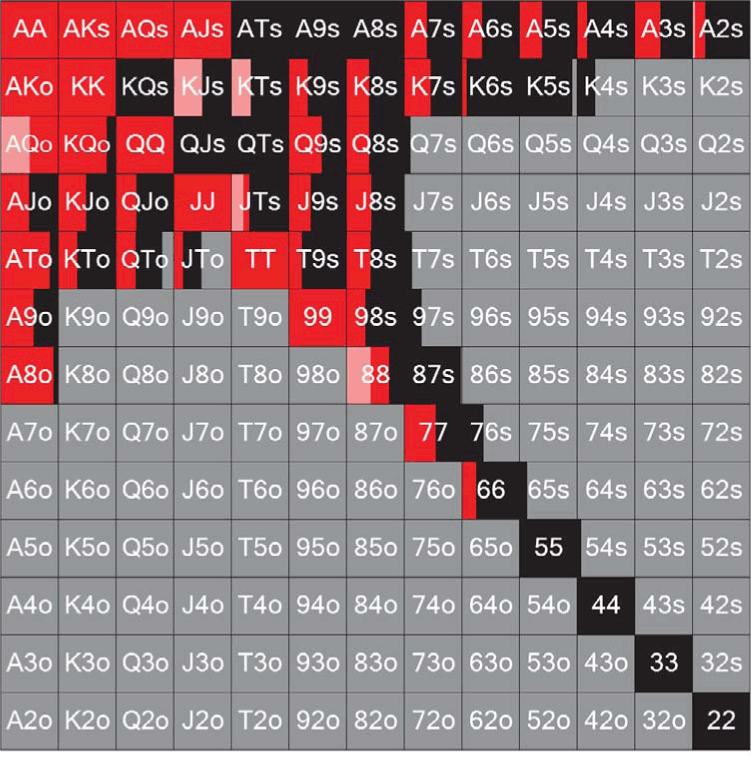 AA AKs AQs AJs ATs A9s A8s A7s A6s A5s A4s A3s A2s
AKo KK KQs KJs KTs K9s K8s K7s K6s K5s K4s K3s K2s
AQo KQo QQ QJs QTs Q9s Q8s Q7s Q6s Q5s Q4s Q3s Q2s
AJo KJo QJo JJ JTs J9s J8s J7s J6s J5s J4s J3s J2s
ATo KTo QTo JTo TT T9s T8s T7s T6s T5s T4s T3s T2s
A9o K9o Q9o J9o T9o 99 98s 97s 96s 95s 94s 93s 92s
A8o K8o Q8o J8o T8o 98o 88 87s 86s 85s 84s 83s 82s
A7o K7o Q7o J7o T7o 97o 87o 77 76s 75s 74s 73s 72s
A6o K6o Q6o J6o T6o 96o 86o 76o 66 65s 64s 63s 62s
A5o K5o Q5o J5o T5o 95o 85o 75o 65o 55 54s 53s 52s
A4o K4o Q4o J4o T4o 94o 84o 74o 64o 54o 44 43s 42s
A3o K3o Q3o J3o T3o 93o 83o 73o 63o 53o 43o 33 32s
A2o K2o Q2o J2o T2o 92o 82o 72o 62o 52o 42o 32o 22